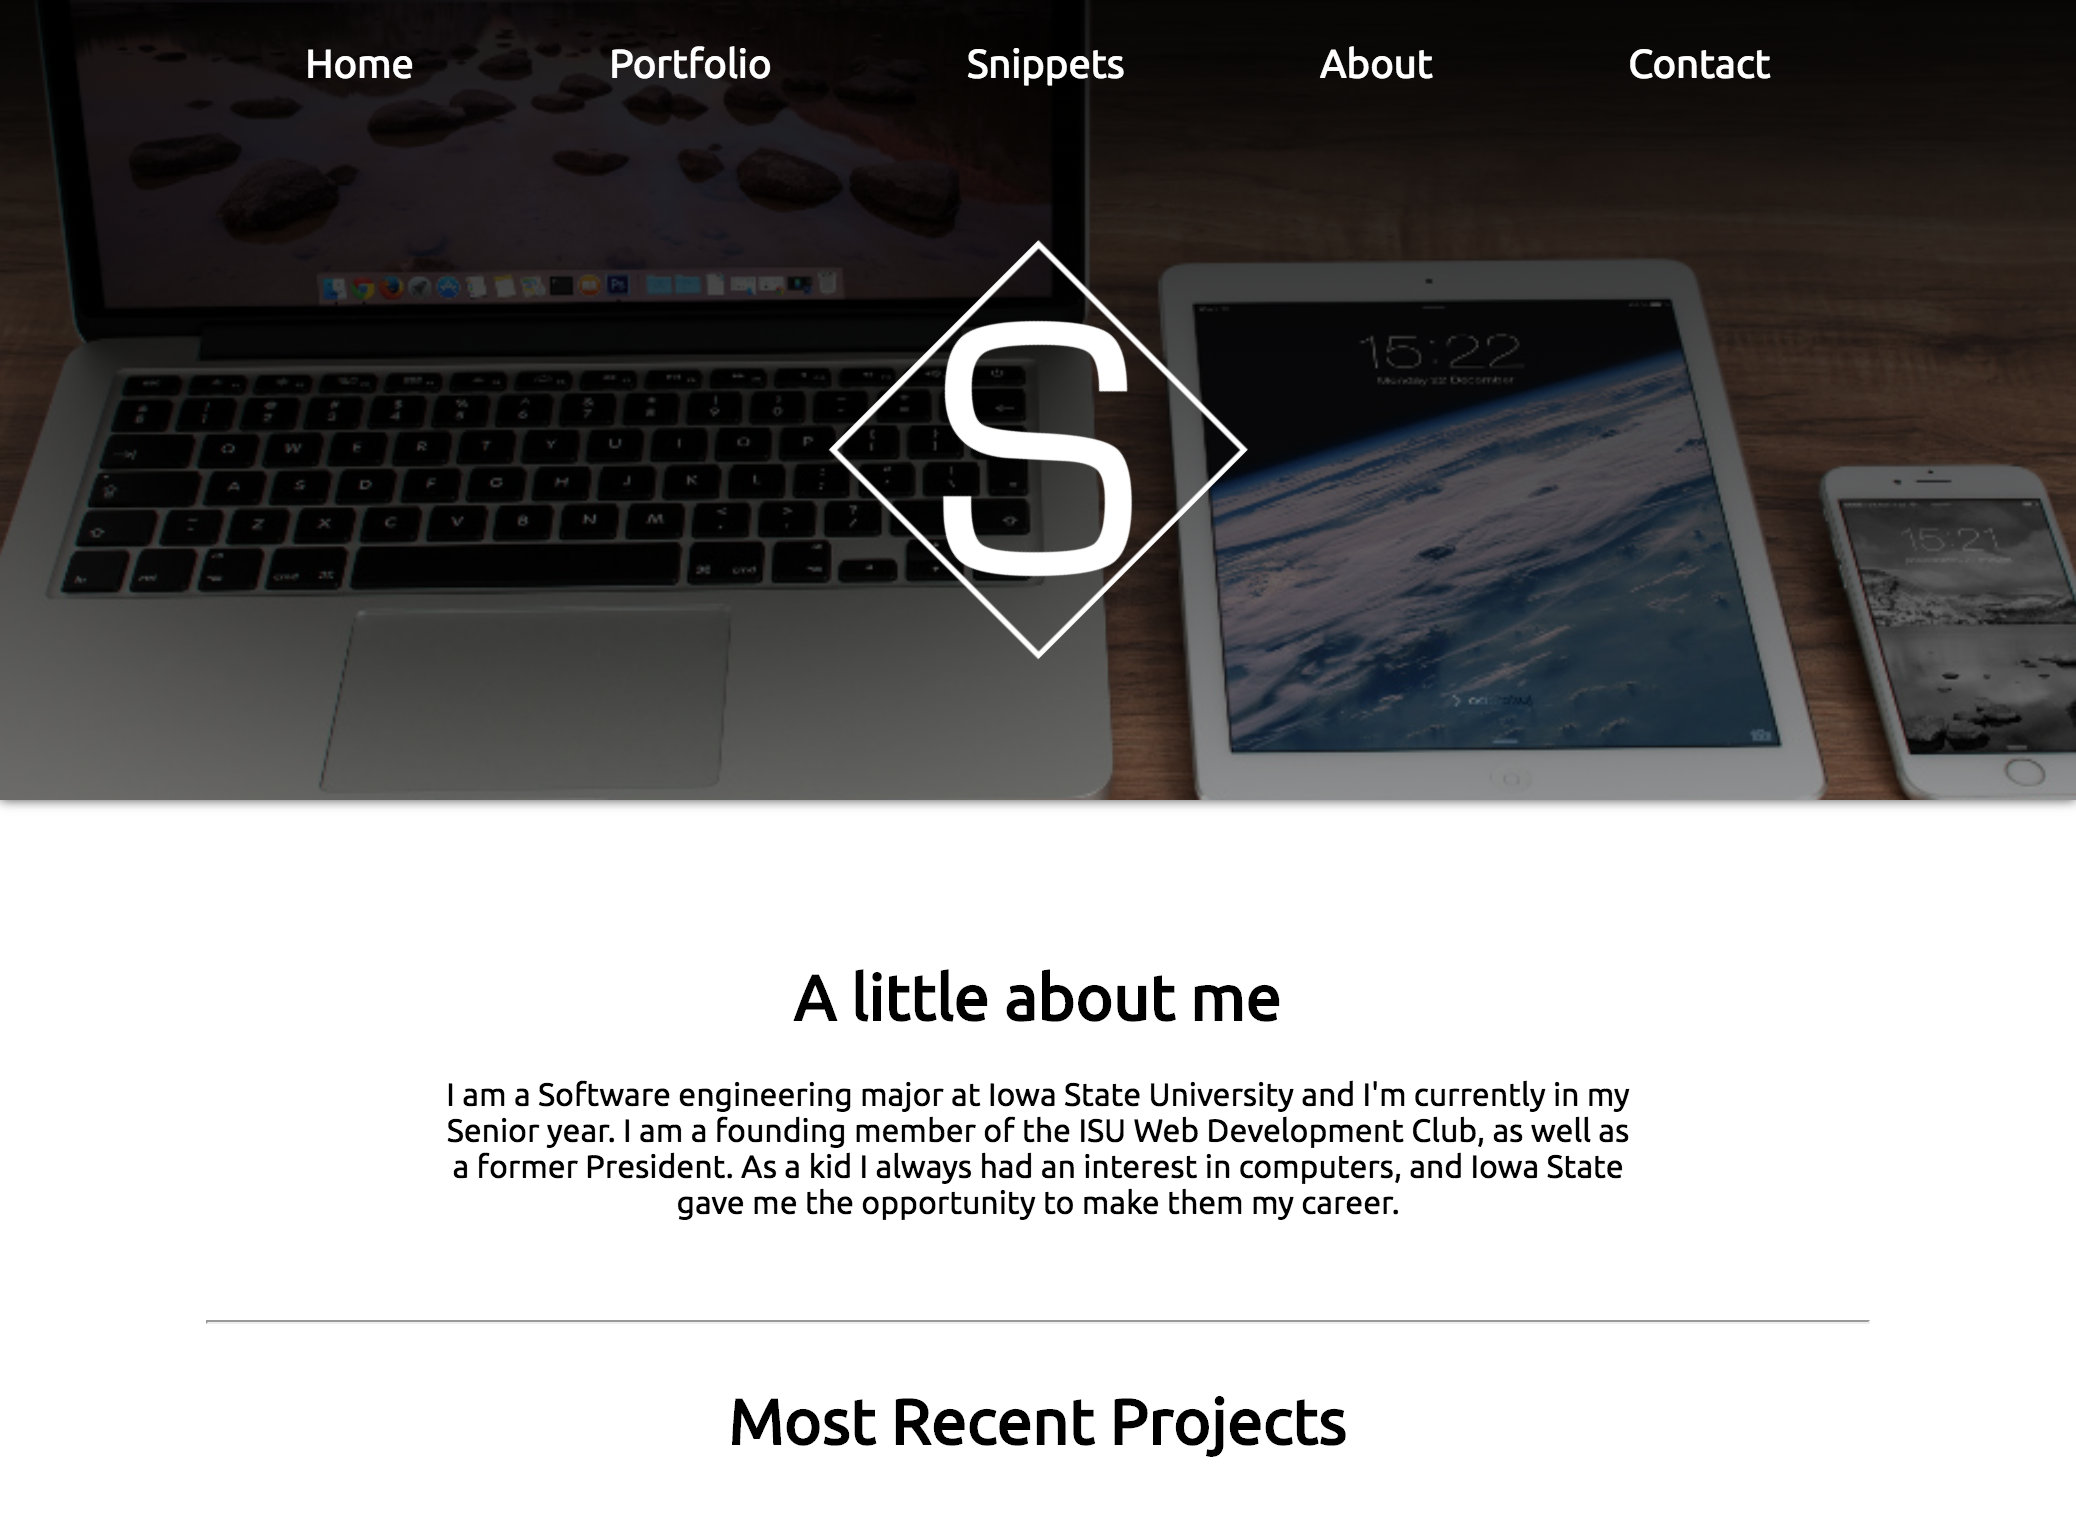 Home Portfolio Snippets About Contact
S
15:22
Monday 22 December
15:21
A little about me
I am a Software engineering major at Iowa State University and I'm currently in my
Senior year. I am a founding member of the ISU Web Development Club, as well as
a former President. As a kid I always had an interest in computers, and Iowa State
gave me the opportunity to make them my career.
Most Recent Projects